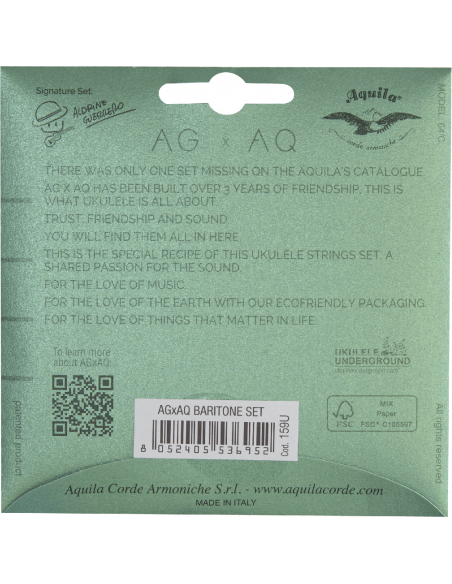 Signature Set:
ALDRINE
GUERRERO
Aquila®
corde armoniche
AG x AQ
THERE WAS ONLY ONE SET MISSING ON THE AQUILA'S CATALOGUE.
AG X AQ HAS BEEN BUILT OVER 3 YEARS OF FRIENDSHIP, THIS IS
WHAT UKULELE IS ALL ABOUT.
TRUST, FRIENDSHIP AND SOUND.
YOU WILL FIND THEM ALL IN HERE.
THIS IS THE SPECIAL RECIPE OF THIS UKULELE STRINGS SET. A
SHARED PASSION FOR THE SOUND.
FOR THE LOVE OF MUSIC.
FOR THE LOVE OF THE EARTH WITH OUR ECOFRIENDLY PACKAGING.
FOR THE LOVE OF THINGS THAT MATTER IN LIFE.
To learn more
about AGxAQ:
UKULELE
UNDERGROUND
ukuleleunderground.com
AGxAQ BARITONE SET
8 052405 536952
Cod. 159U
FSC
MIX
Paper
FSC® C105597
patented product
All rights reserved
Aquila Corde Armoniche S.r.l. - www.aquilacorde.com
MADE IN ITALY